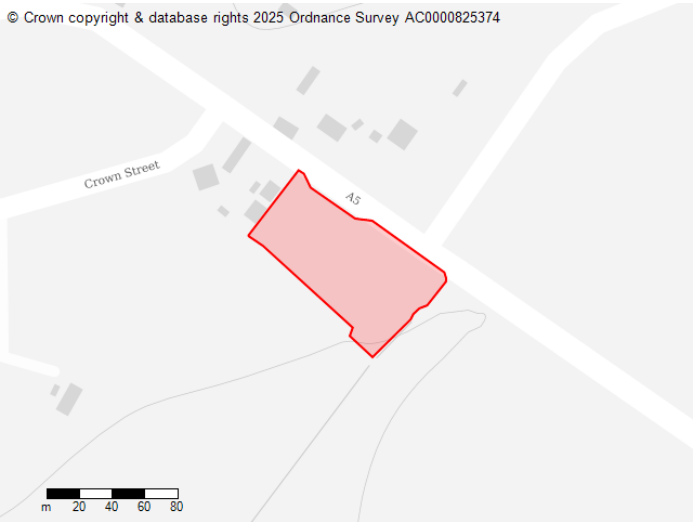 © Crown copyright & database rights 2025 Ordnance Survey AC0000825374
Crown Street
A5
m 20 40 60 80